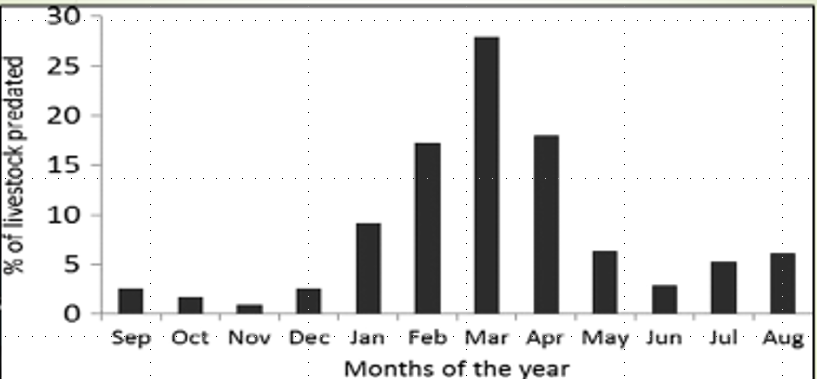 % of livestock predated
30
25
20
15
10
5
0
Sep Oct Nov Dec Jan Feb Mar Apr May Jun Jul Aug
Months of the year